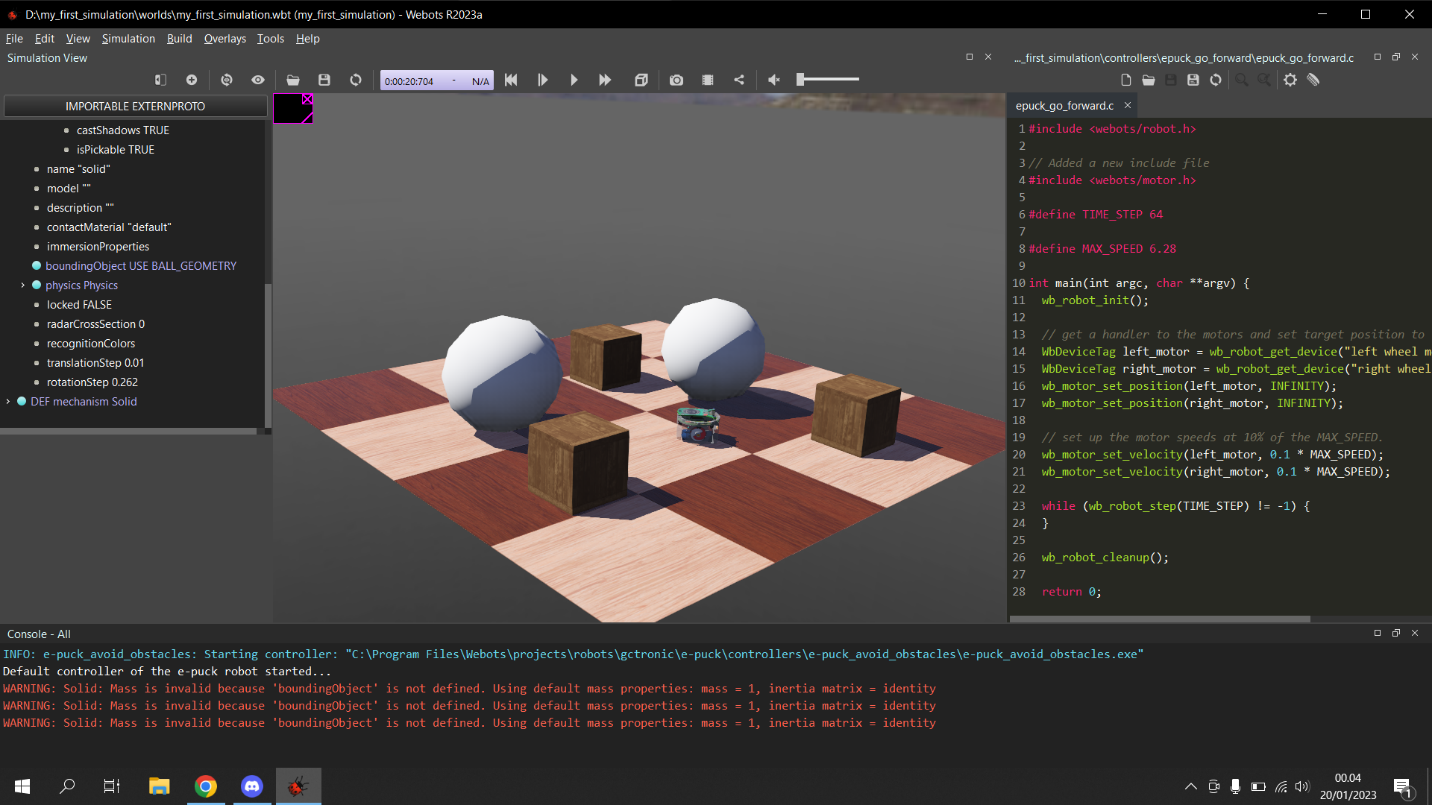 D:\my_first_simulation\worlds\my_first_simulation.wbt (my_first_simulation) - Webots R2023a
File Edit View Simulation Build Overlays Tools Help
Simulation View
0:00:20:704 - N/A
IMPORTABLE EXTERNPROTO
castShadows TRUE
isPickable TRUE
name "solid"
model ""
description ""
contactMaterial "default"
immersionProperties
boundingObject USE BALL_GEOMETRY
physics Physics
locked FALSE
radarCrossSection 0
recognitionColors
translationStep 0.01
rotationStep 0.262
DEF mechanism Solid
..._first_simulation\controllers\epuck_go_forward\epuck_go_forward.c
epuck_go_forward.c
1 #include <webots/robot.h>
2
3 // Added a new include file
4 #include <webots/motor.h>
5
6 #define TIME_STEP 64
7
8 #define MAX_SPEED 6.28
9
10 int main(int argc, char **argv) {
11 wb_robot_init();
12
13 // get a handler to the motors and set target position to
14 WbDeviceTag left_motor = wb_robot_get_device("left wheel m
15 WbDeviceTag right_motor = wb_robot_get_device("right wheel
16 wb_motor_set_position(left_motor, INFINITY);
17 wb_motor_set_position(right_motor, INFINITY);
18
19 // set up the motor speeds at 10% of the MAX_SPEED.
20 wb_motor_set_velocity(left_motor, 0.1 * MAX_SPEED);
21 wb_motor_set_velocity(right_motor, 0.1 * MAX_SPEED);
22
23 while (wb_robot_step(TIME_STEP) != -1) {
24 }
25
26 wb_robot_cleanup();
27
28 return 0;
Console - All
INFO: e-puck_avoid_obstacles: Starting controller: "C:\Program Files\Webots\projects\robots\gctronic\e-puck\controllers\e-puck_avoid_obstacles\e-puck_avoid_obstacles.exe"
Default controller of the e-puck robot started...
WARNING: Solid: Mass is invalid because 'boundingObject' is not defined. Using default mass properties: mass = 1, inertia matrix = identity
WARNING: Solid: Mass is invalid because 'boundingObject' is not defined. Using default mass properties: mass = 1, inertia matrix = identity
WARNING: Solid: Mass is invalid because 'boundingObject' is not defined. Using default mass properties: mass = 1, inertia matrix = identity
00.04
20/01/2023
1